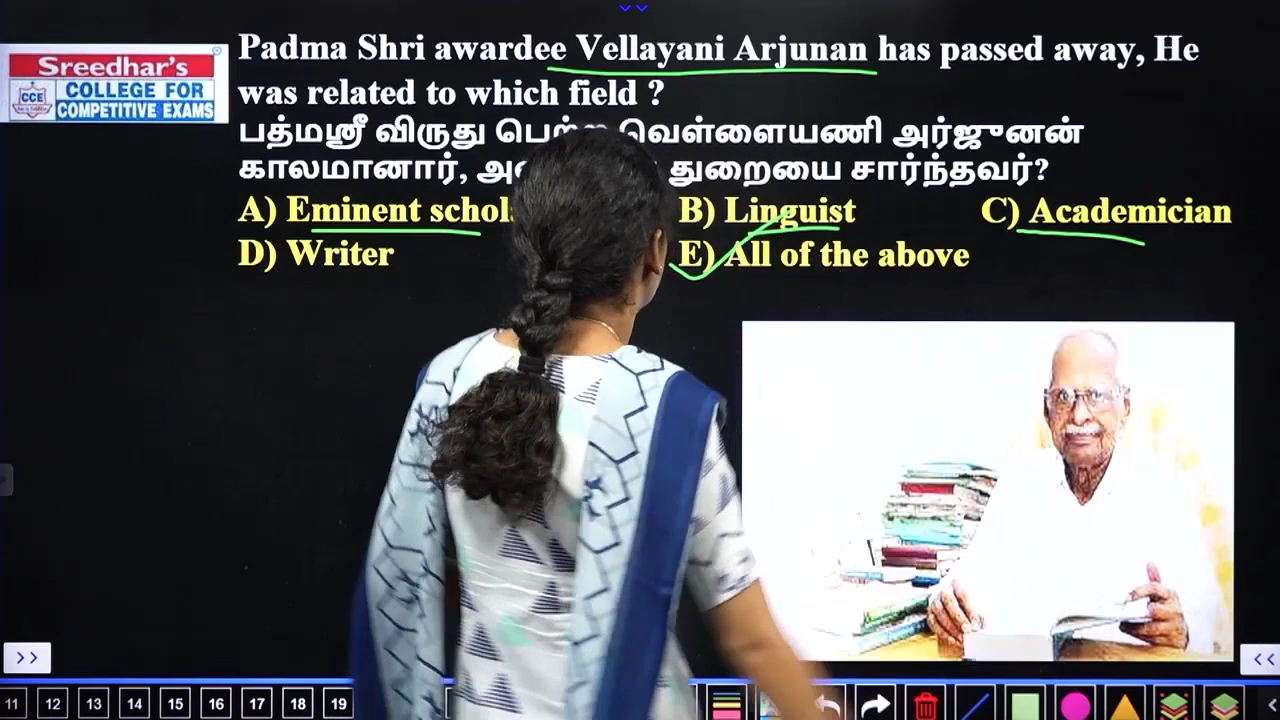 Sreedhar's
CCE
COLLEGE FOR
COMPETITIVE EXAMS
Padma Shri awardee Vellayani Arjunan has passed away, He
was related to which field ?
பத்மஸ்ரீ விருது வெள்ளையணி அர்ஜுனன்
காலமானார், துறையை சார்ந்தவர்?
A) Eminent
B) Linguist
C) Academician
D) Writer
E) All of the above
>>
<<
11 12 13 14 15 16 17 18 19